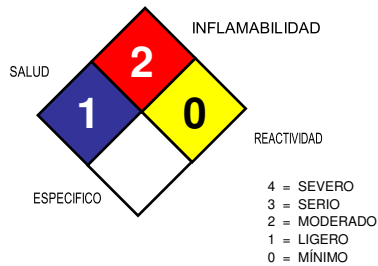 INFLAMABILIDAD
2
SALUD
1
0
REACTIVIDAD
ESPECIFICO
4 = SEVERO
3 = SERIO
2 = MODERADO
1 = LIGERO
0 = MÍNIMO